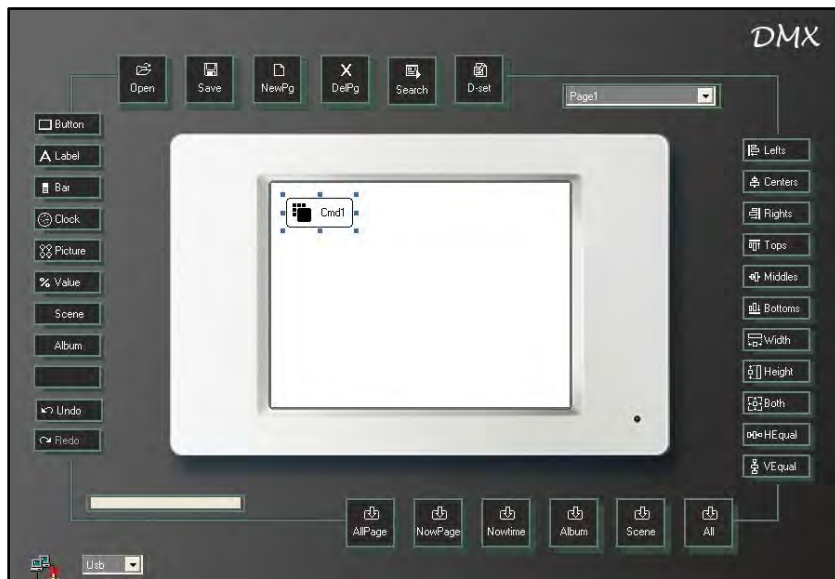 DMX
Open
Save
NewPg
DelPg
Search
D-set
Page1
Button
Label
Bar
Clock
Picture
% Value
Scene
Album
Undo
Redo
Cmd1
Lefts
Centers
Rights
Tops
Middles
Bottoms
Width
Height
Both
HEqual
VEqual
AllPage
NowPage
Nowtime
Album
Scene
All
Usb